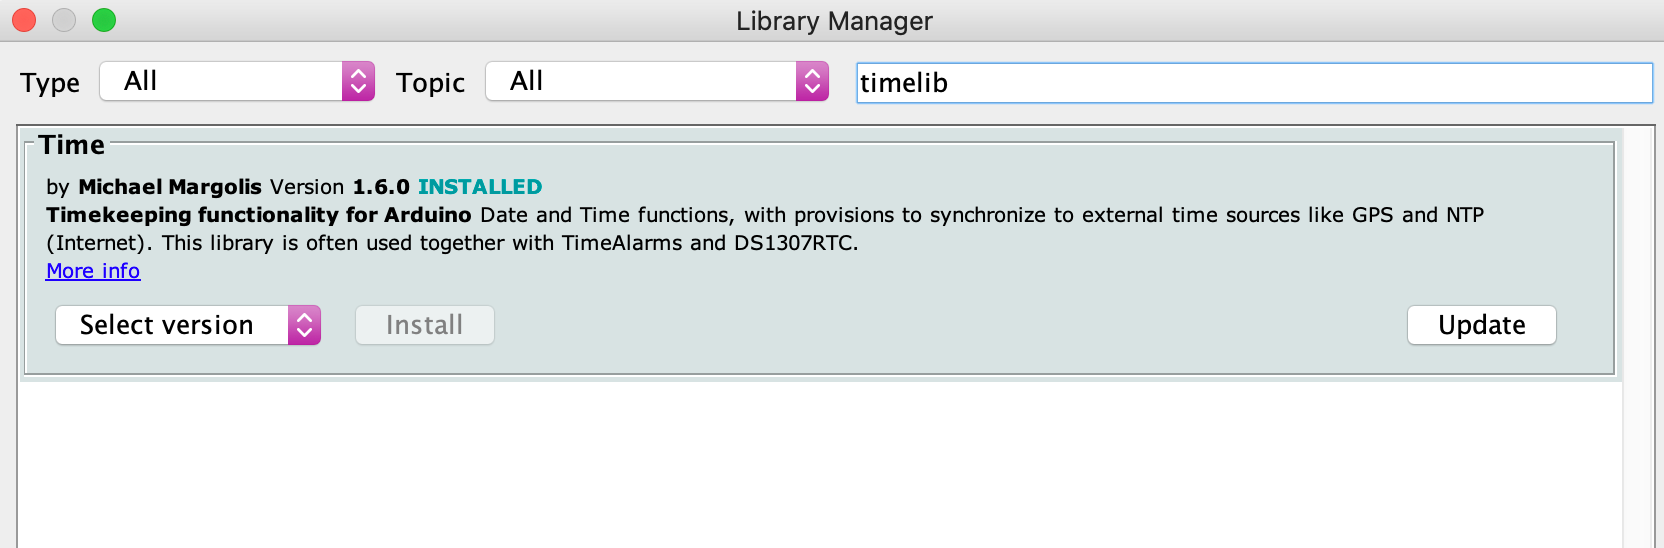 Library Manager
Type All Topic All timelib
Time
by Michael Margolis Version 1.6.0 INSTALLED
Timekeeping functionality for Arduino Date and Time functions, with provisions to synchronize to external time sources like GPS and NTP
(Internet). This library is often used together with TimeAlarms and DS1307RTC.
More info
Select version Install Update